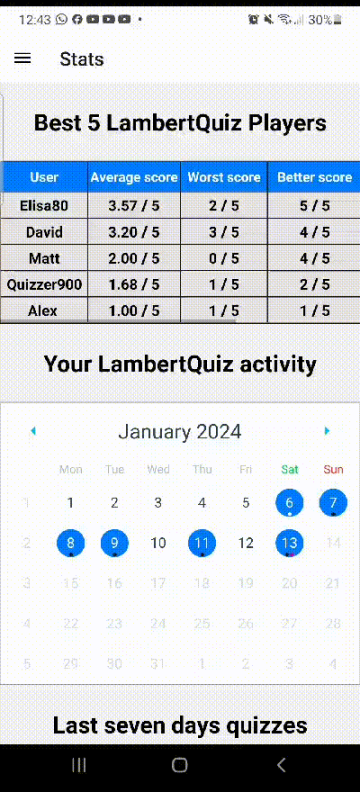 12:43 30%
Stats
Best 5 LambertQuiz Players
User Average score Worst score Better score
Elisa80 3.57 / 5 2 / 5 5 / 5
David 3.20 / 5 3 / 5 4 / 5
Matt 2.00 / 5 0 / 5 4 / 5
Quizzer900 1.68 / 5 1 / 5 2 / 5
Alex 1.00 / 5 1 / 5 1 / 5
Your LambertQuiz activity
January 2024
Mon Tue Wed Thu Fri Sat Sun
1 1 2 3 4 5 6 7
2 8 9 10 11 12 13 14
3 15 16 17 18 19 20 21
4 22 23 24 25 26 27 28
5 29 30 31 1 2 3 4
Last seven days quizzes